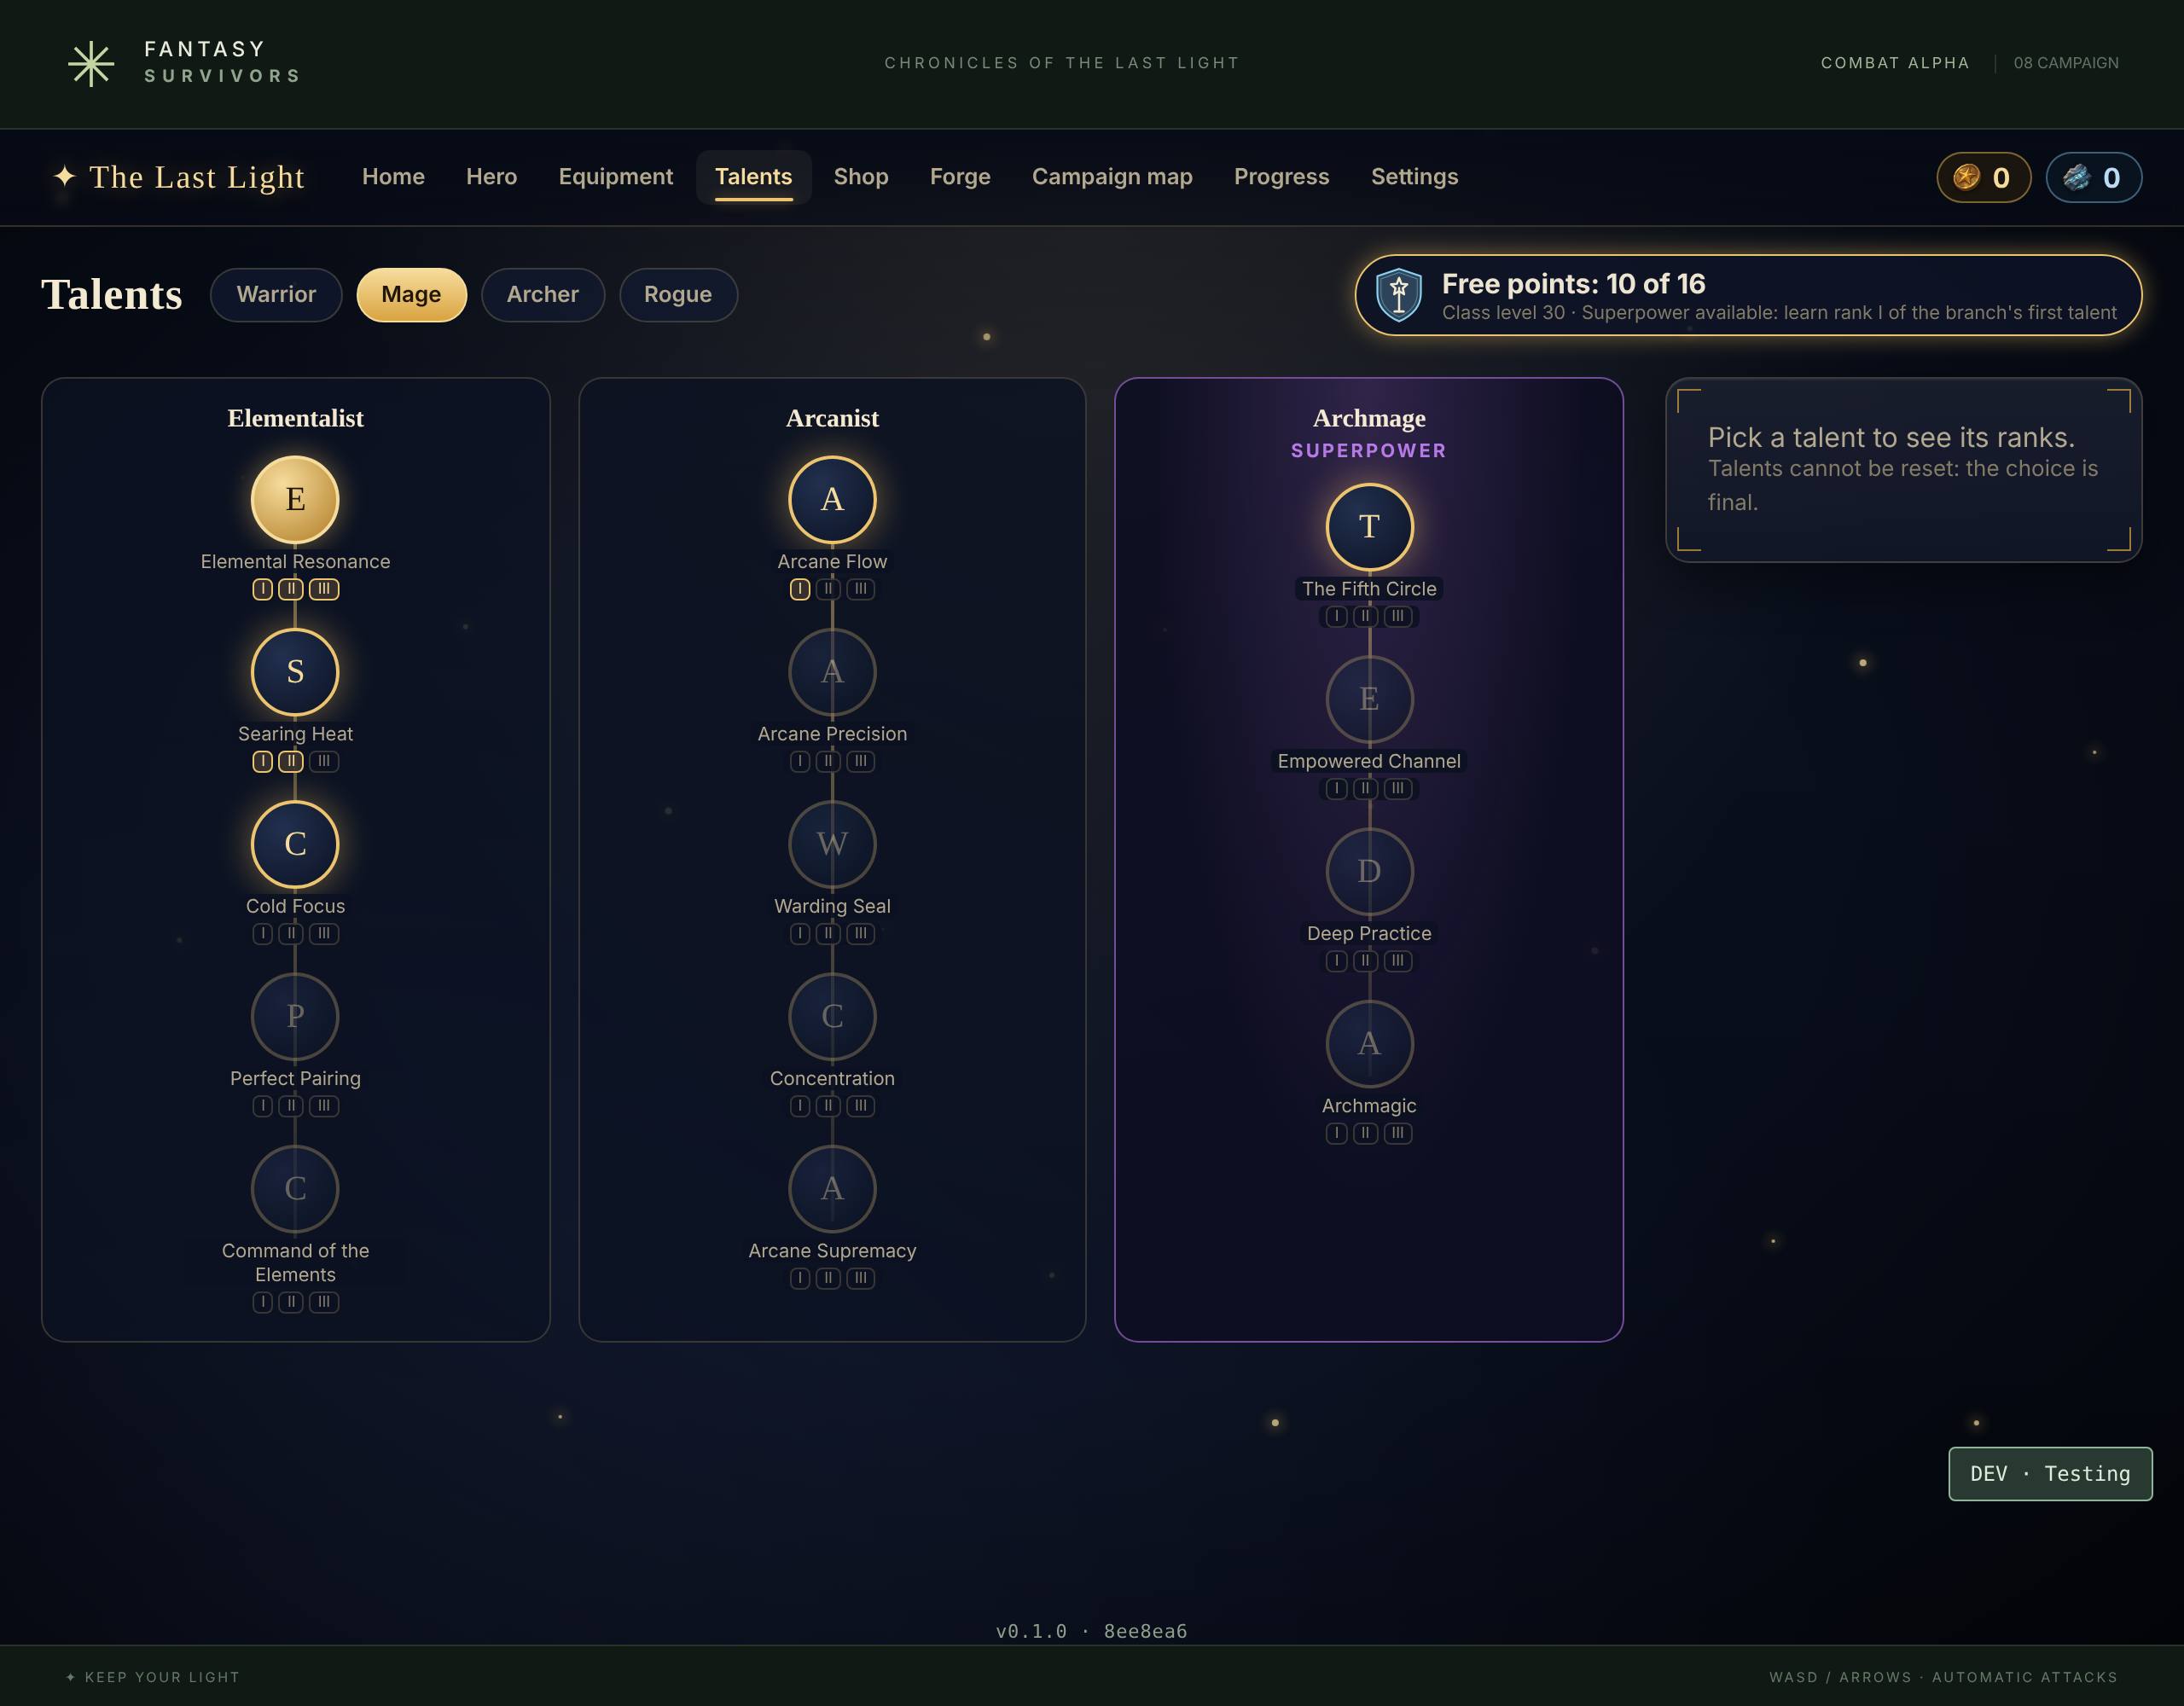 FANTASY
SURVIVORS
CHRONICLES OF THE LAST LIGHT
COMBAT ALPHA
08 CAMPAIGN
✦ The Last Light
Home
Hero
Equipment
Talents
Shop
Forge
Campaign map
Progress
Settings
0
0
Talents
Warrior
Mage
Archer
Rogue
Free points: 10 of 16
Class level 30 · Superpower available: learn rank I of the branch's first talent
Elementalist
E
Elemental Resonance
I II III
S
Searing Heat
I II III
C
Cold Focus
I II III
P
Perfect Pairing
I II III
C
Command of the
Elements
I II III
Arcanist
A
Arcane Flow
I II III
A
Arcane Precision
I II III
W
Warding Seal
I II III
C
Concentration
I II III
A
Arcane Supremacy
I II III
Archmage
SUPERPOWER
T
The Fifth Circle
I II III
E
Empowered Channel
I II III
D
Deep Practice
I II III
A
Archmagic
I II III
Pick a talent to see its ranks.
Talents cannot be reset: the choice is
final.
DEV · Testing
v0.1.0 · 8ee8ea6
✦ KEEP YOUR LIGHT
WASD / ARROWS · AUTOMATIC ATTACKS